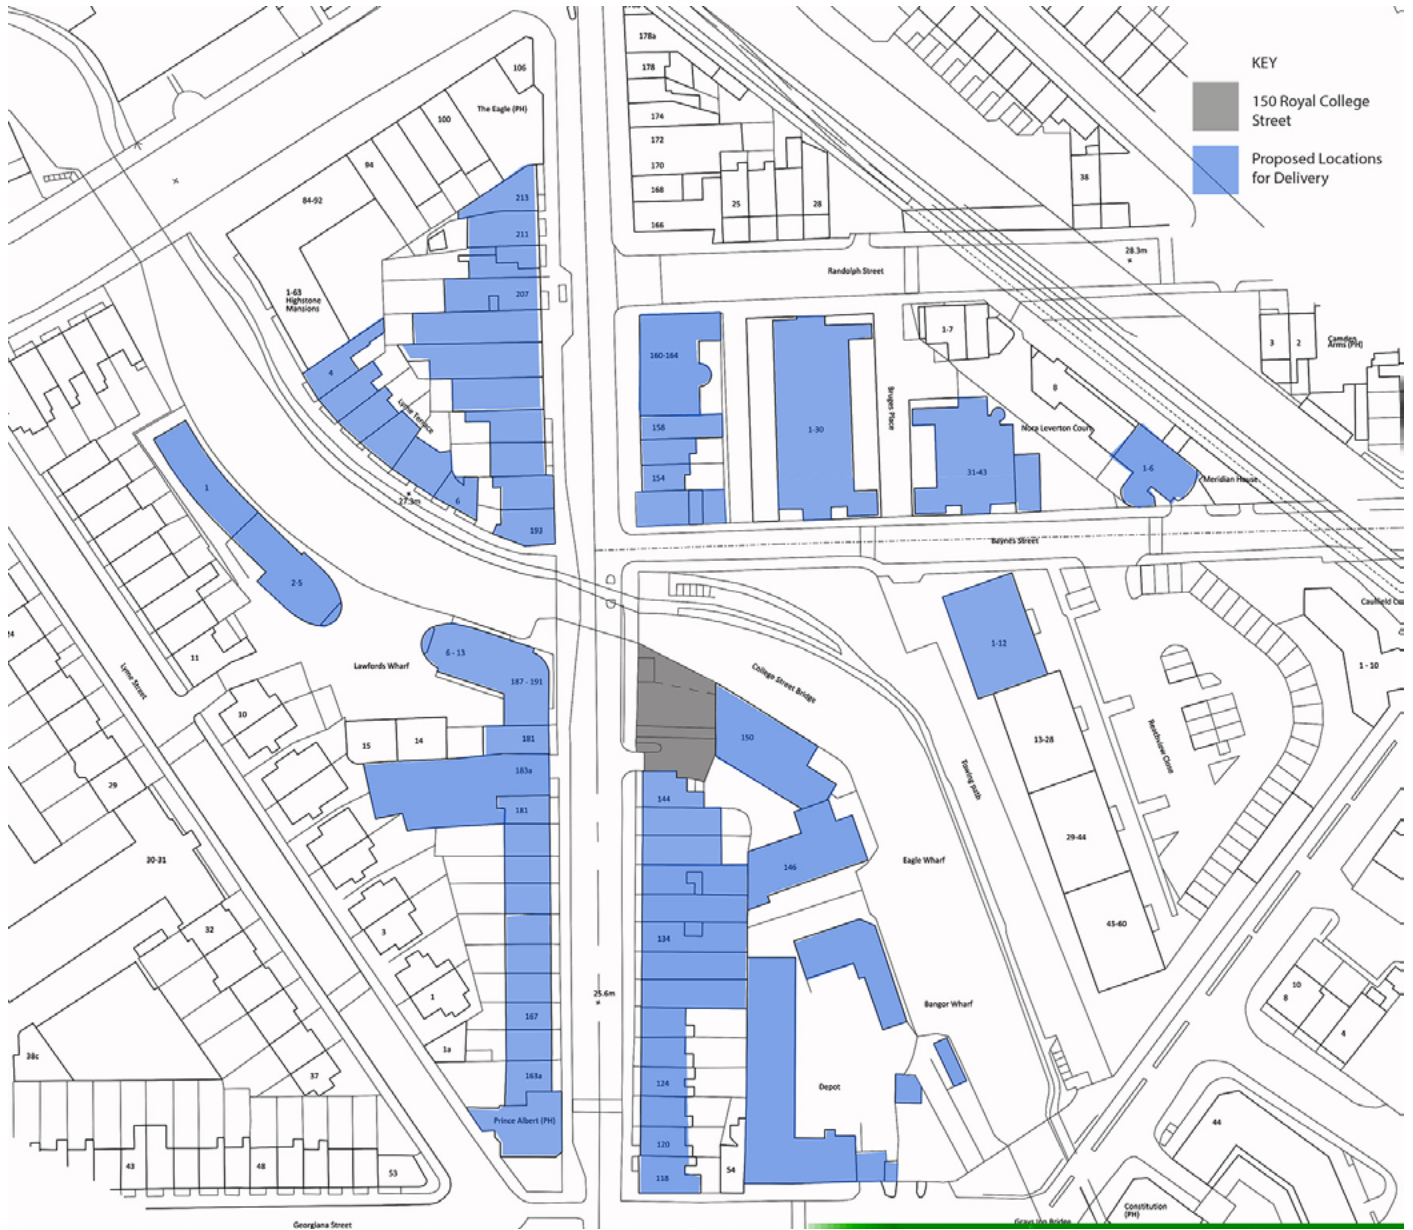 178a
106
178
The Eagle (PH)
100
174
172
94
170
168
38
84-92
213
25
28
166
211
28.3m
Randolph Street
1-63
Highstone
Mansions
207
1-7
3
2
Camden
Arms (PH)
160-164
4
8
Lyme Terrace
Bruges Place
158
1-30
Nora Leverton Court
154
31-43
1-6
Meridian House
1
27.3m
6
193
Baynes Street
2-5
11
Lawfords Wharf
6 - 13
187 - 191
College Street Bridge
1-12
1 - 10
Lyme Street
10
15
14
181
150
13-28
Reachview Close
183a
Towing path
29
144
181
29-44
30-31
146
Eagle Wharf
32
3
134
45-60
1
25.6m
167
Bangor Wharf
10
8
4
38c
1a
37
163a
124
Depot
Prince Albert (PH)
120
44
43
48
53
54
118
Constitution
(PH)
Georgiana Street
Grays Inn Bridge
KEY
150 Royal College
Street
Proposed Locations
for Delivery